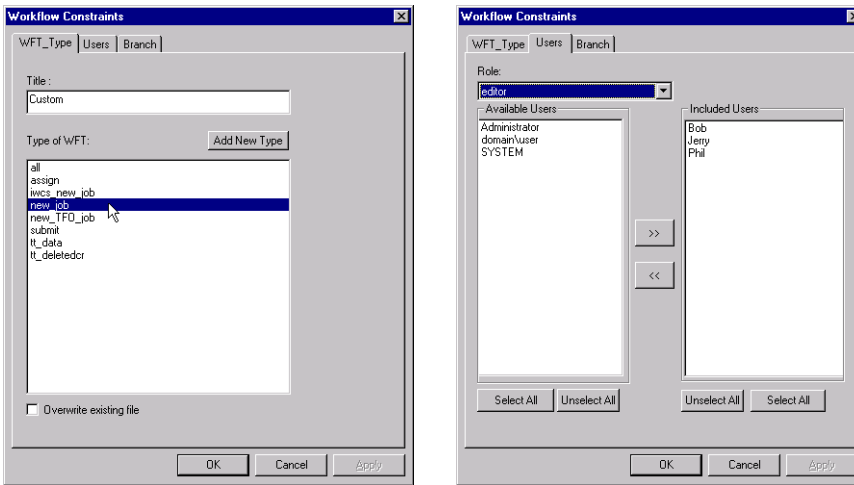 Workflow Constraints
WFT_Type Users Branch
Title :
Custom
Type of WFT: Add New Type
all
assign
iwcs_new_job
new_job
new_TFO_job
submit
tt_data
tt_deletedcr
Overwrite existing file
OK Cancel Apply
Workflow Constraints
WFT_Type Users Branch
Role:
editor
Available Users Included Users
Administrator Bob
domain\user Jerry
SYSTEM Phil
>>
<<
Select All Unselect All Unselect All Select All
OK Cancel Apply